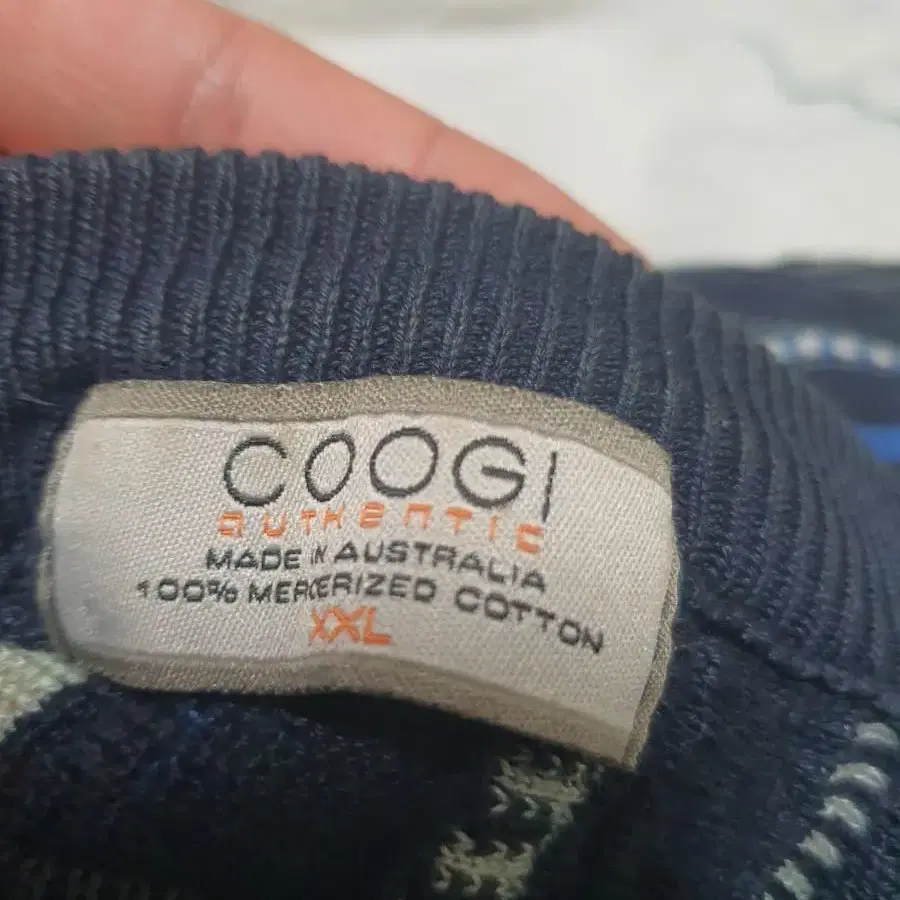 COOGI
AUTHENTIC
MADE IN AUSTRALIA
100% MERCERIZED COTTON
XXL